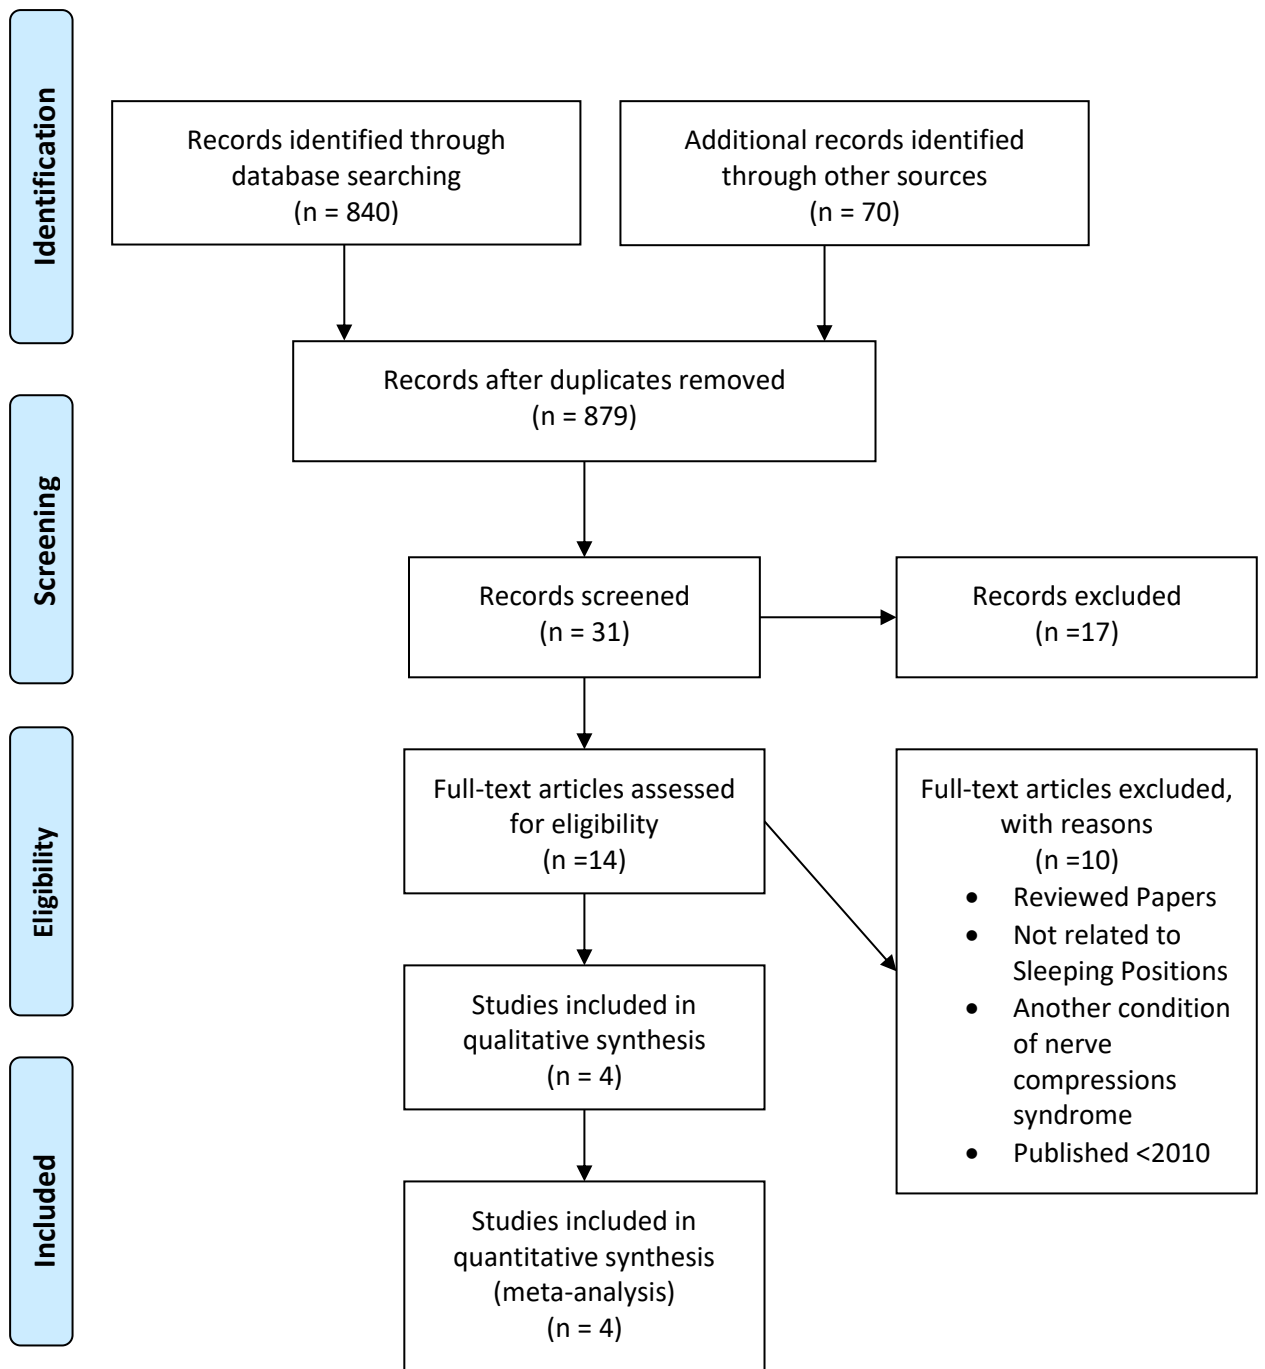 Identification
Records identified through
database searching
(n = 840)
Additional records identified
through other sources
(n = 70)
Records after duplicates removed
(n = 879)
Screening
Records screened
(n = 31)
Records excluded
(n =17)
Eligibility
Full-text articles assessed
for eligibility
(n =14)
Full-text articles excluded,
with reasons
(n =10)
• Reviewed Papers
• Not related to
Sleeping Positions
• Another condition
of nerve
compressions
syndrome
• Published <2010
Studies included in
qualitative synthesis
(n = 4)
Included
Studies included in
quantitative synthesis
(meta-analysis)
(n = 4)